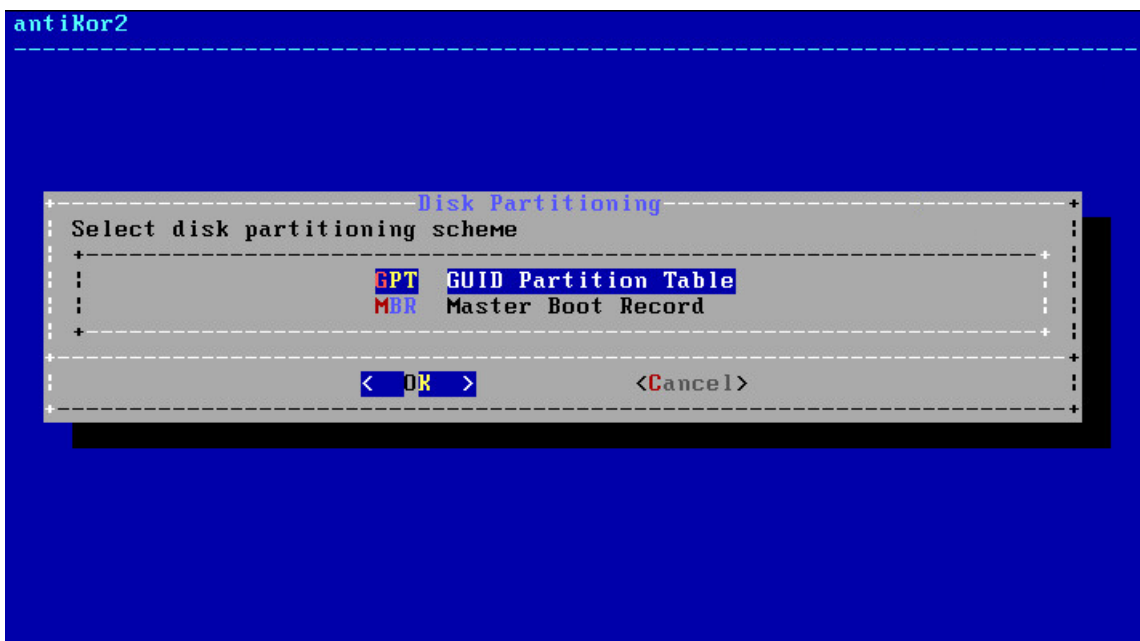 antiKor2
Disk Partitioning
Select disk partitioning scheme
GPT GUID Partition Table
MBR Master Boot Record
< OK > <Cancel>